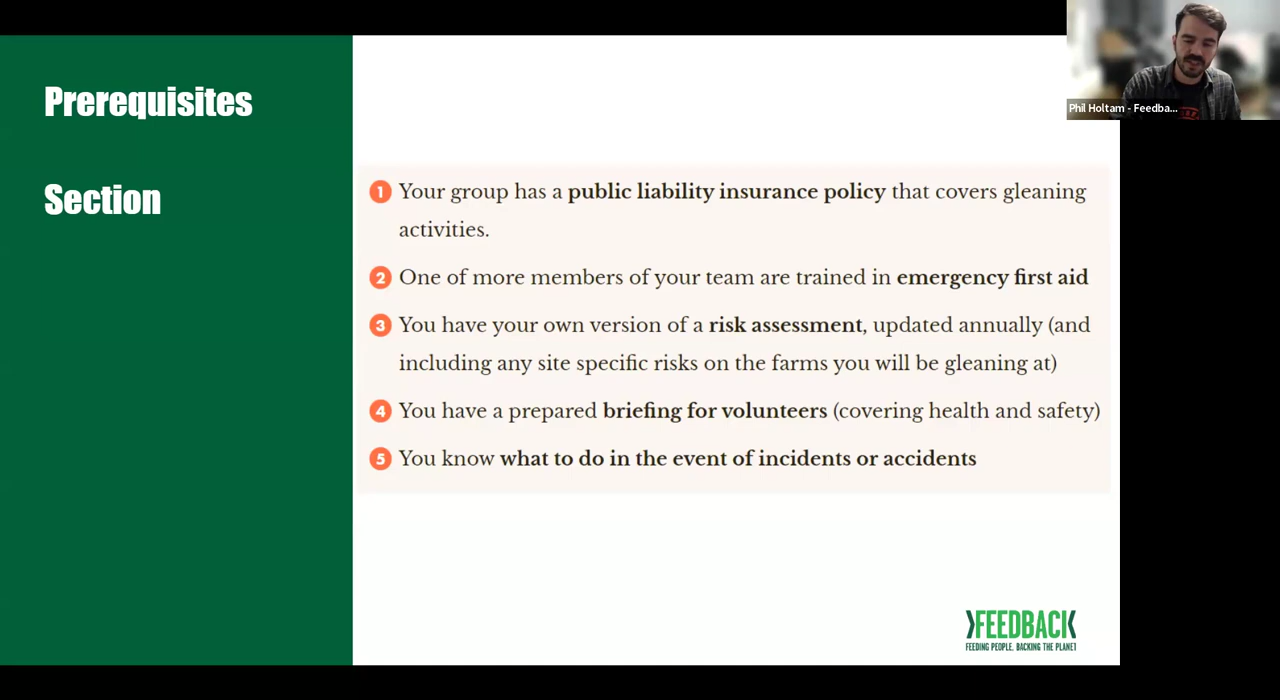 Prerequisites
Section
1 Your group has a public liability insurance policy that covers gleaning
activities.
2 One of more members of your team are trained in emergency first aid
3 You have your own version of a risk assessment, updated annually (and
including any site specific risks on the farms you will be gleaning at)
4 You have a prepared briefing for volunteers (covering health and safety)
5 You know what to do in the event of incidents or accidents
Phil Holtam - Feedba...
FEEDBACK
FEEDING PEOPLE. BACKING THE PLANET